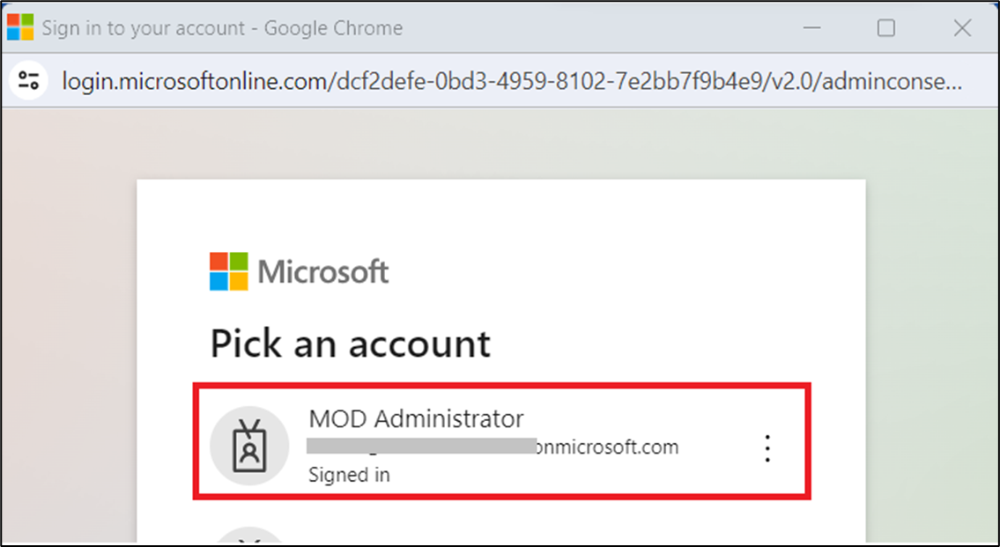 Sign in to your account - Google Chrome
login.microsoftonline.com/dcf2defe-0bd3-4959-8102-7e2bb7f9b4e9/v2.0/adminconse...
Microsoft
Pick an account
MOD Administrator
onmicrosoft.com
Signed in